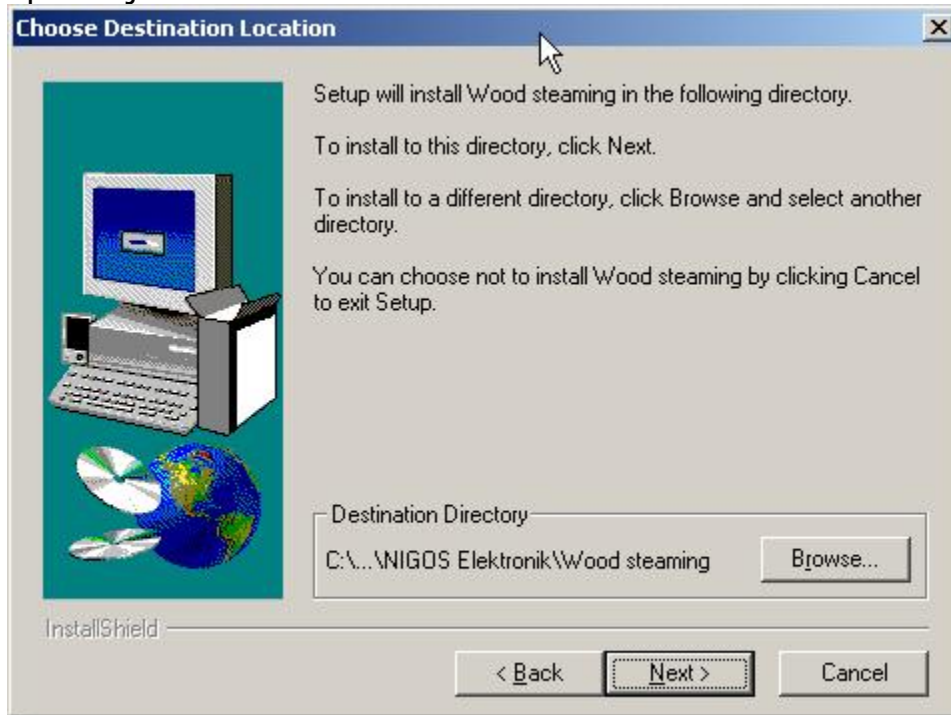 Choose Destination Location
Setup will install Wood steaming in the following directory.
To install to this directory, click Next.
To install to a different directory, click Browse and select another
directory.
You can choose not to install Wood steaming by clicking Cancel
to exit Setup.
Destination Directory
C:\...\NIGOS Elektronik\Wood steaming
Browse...
InstallShield
< Back
Next >
Cancel